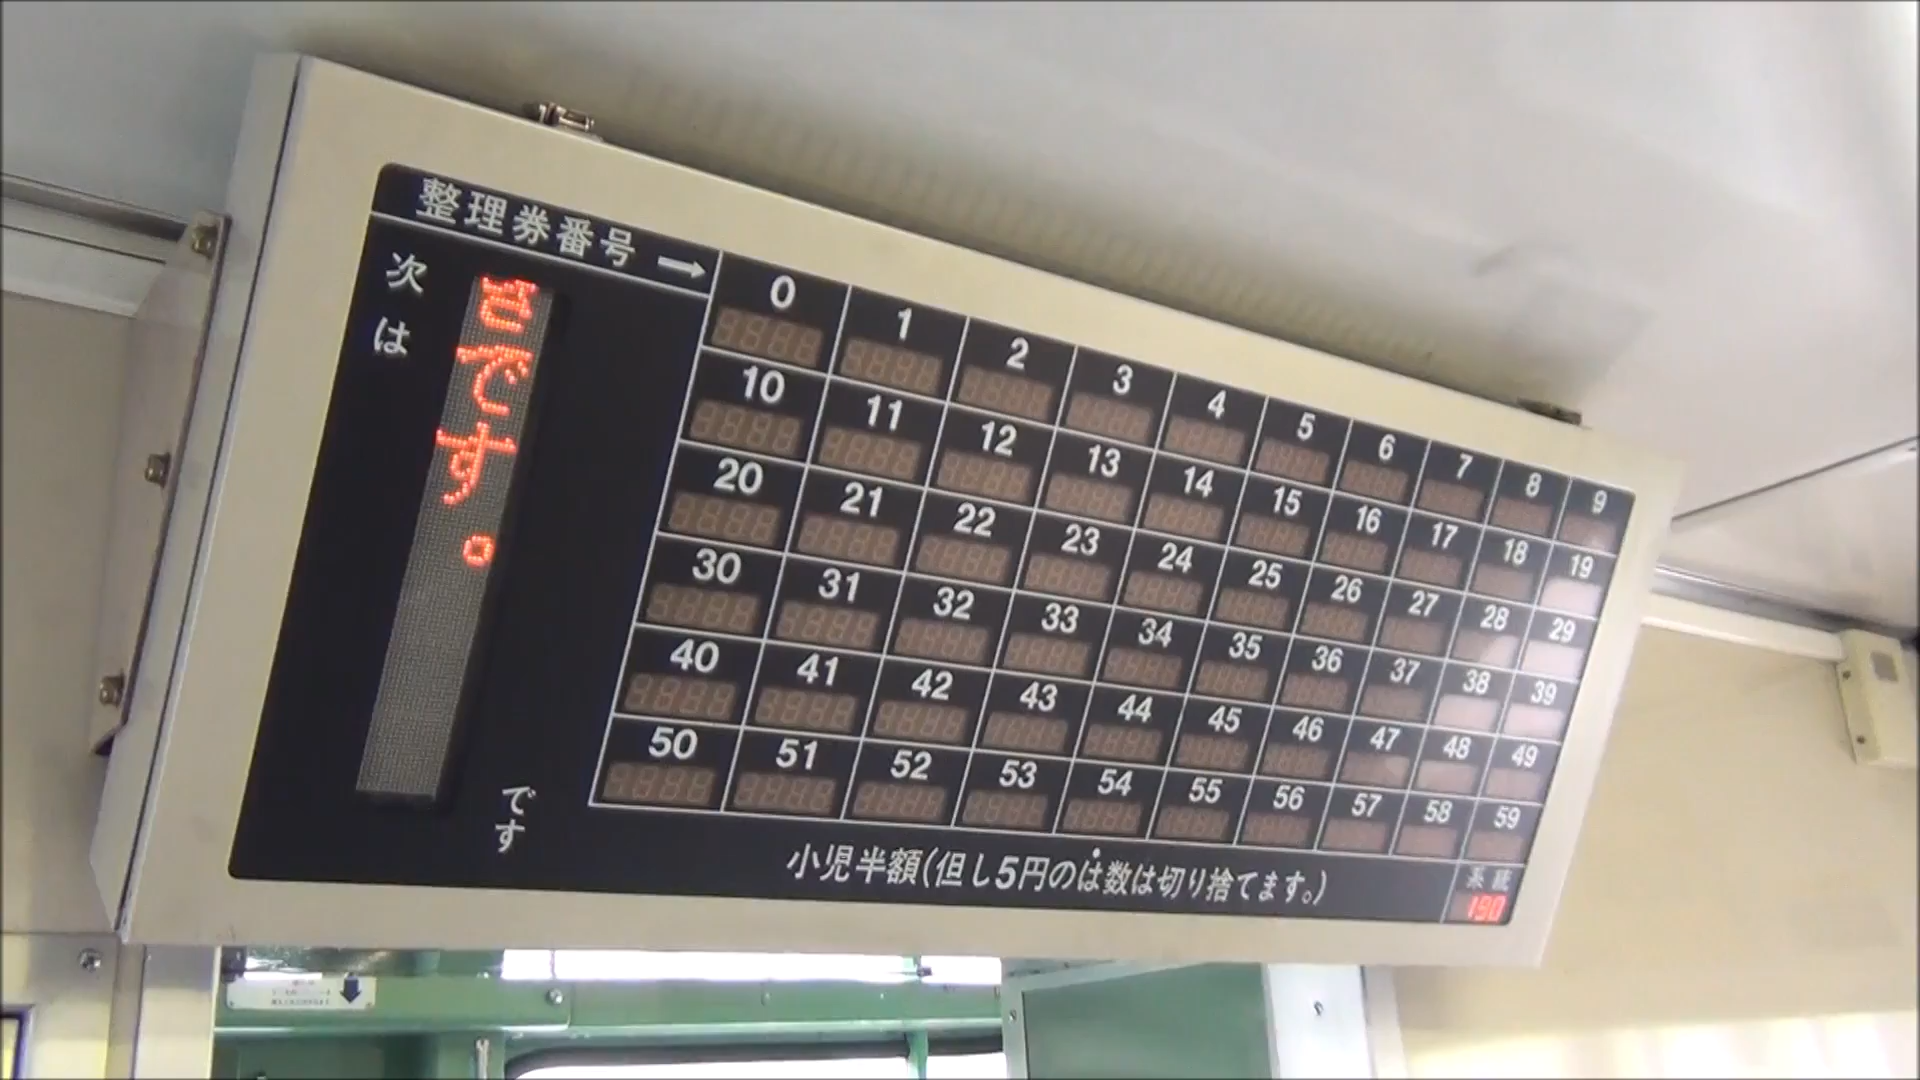 整理券番号 →
次は
です。
です
0 1 2 3 4 5 6 7 8 9
10 11 12 13 14 15 16 17 18 19
20 21 22 23 24 25 26 27 28 29
30 31 32 33 34 35 36 37 38 39
40 41 42 43 44 45 46 47 48 49
50 51 52 53 54 55 56 57 58 59
小児半額(但し5円のは数は切り捨てます。)
系統
190